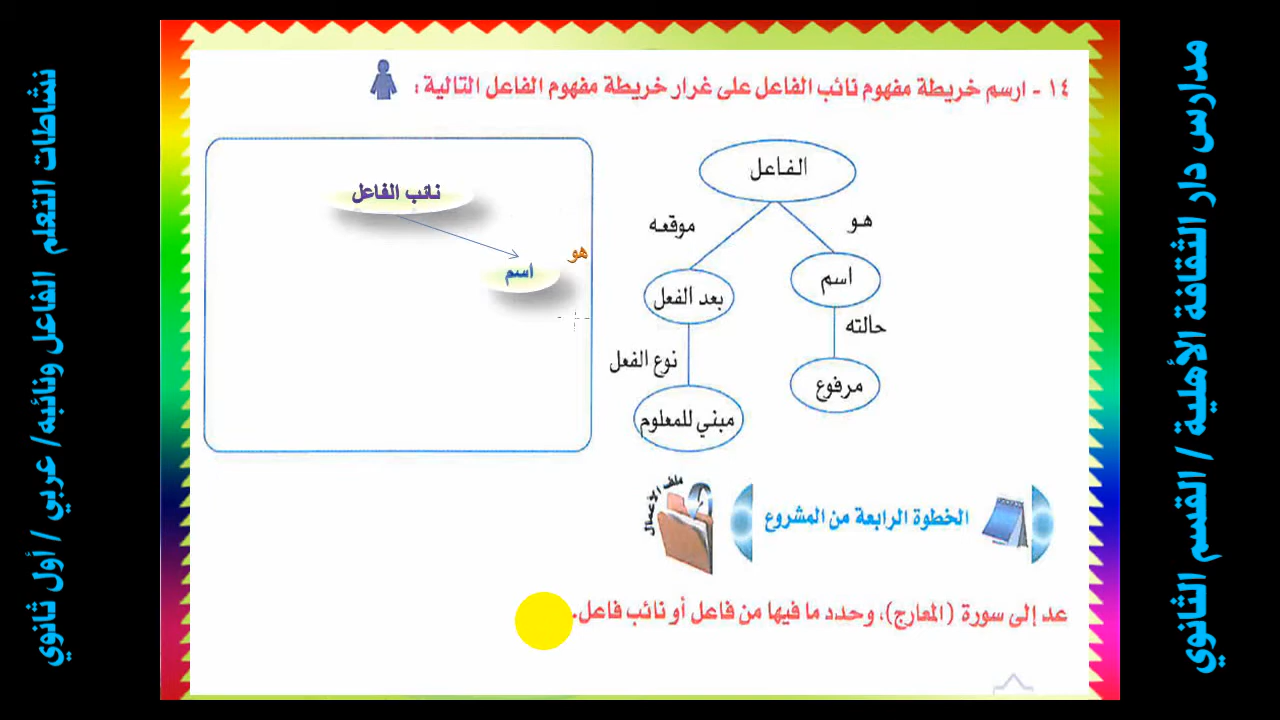 مدارس دار الثقافة الأهلية / القسم الثانوي
١٤ - ارسم خريطة مفهوم نائب الفاعل على غرار خريطة مفهوم الفاعل التالية :
الفاعل
هو
موقعه
اسم
بعد الفعل
حالته
نوع الفعل
مرفوع
مبني للمعلوم
نائب الفاعل
هو
اسم
الخطوة الرابعة من المشروع
ملف الأعمال
عد إلى سورة (المعارج)، وحدد ما فيها من فاعل أو نائب فاعل.
نشاطات التعلم الفاعل ونائبه/ عربي / أول ثانوي